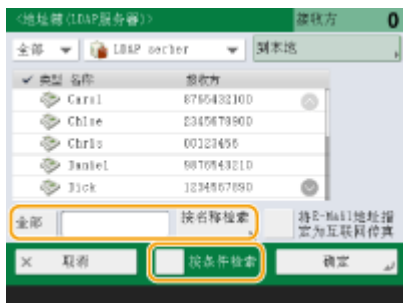 <地址簿(LDAP服务器)> 接收方 0
全部 LDAP secher 到本地
类型 名称 接收方
Carol 8765432100
Chloe 2345678900
Chris 00123456
Daniel 9876543210
Dick 1234567890
全部 按名称检索 将E-Mail地址指定为互联网传真
× 取消 按条件检索 确定